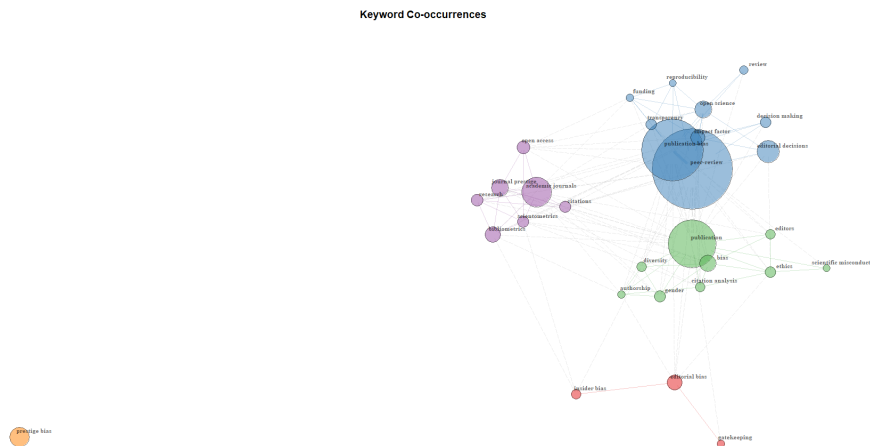 Keyword Co-occurrences
review
reproducibility
funding
open science
transparency
decision making
impact factor
open access
publication bias
editorial decisions
peer-review
journal prestige
academic journals
research
citations
scientometrics
bibliometrics
editors
publication
bias
diversity
scientific misconduct
ethics
citation analysis
authorship
gender
editorial bias
insider bias
prestige bias
gatekeeping